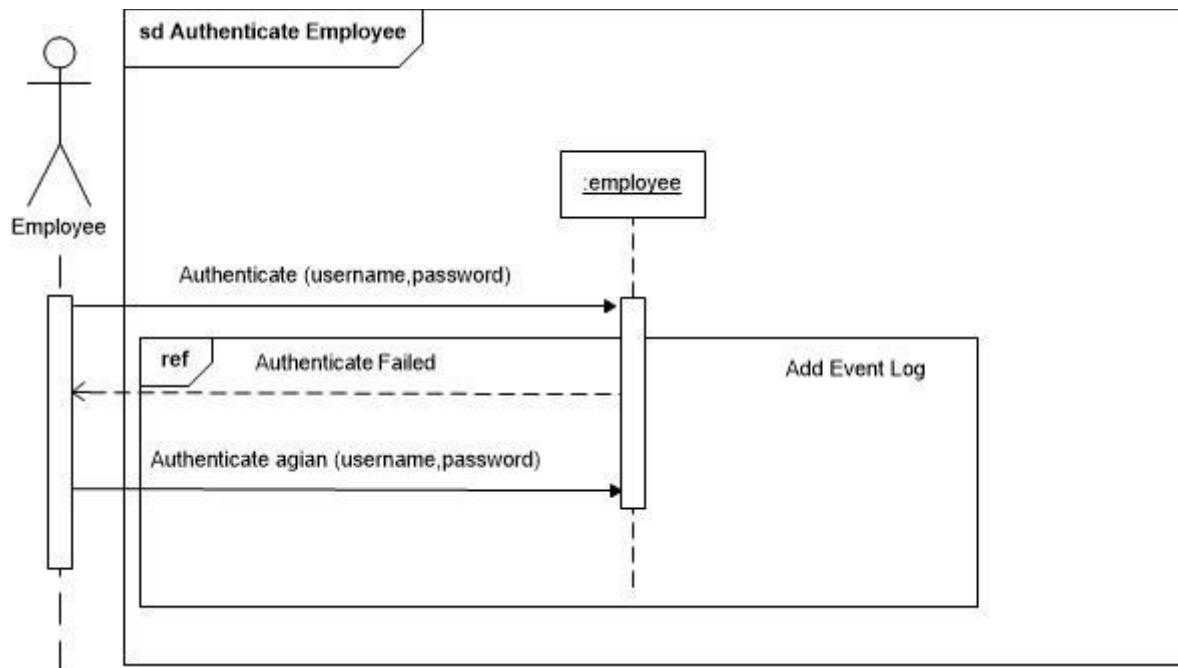 sd Authenticate Employee
:employee
Employee
Authenticate (username,password)
ref
Authenticate Failed
Add Event Log
Authenticate agian (username,password)